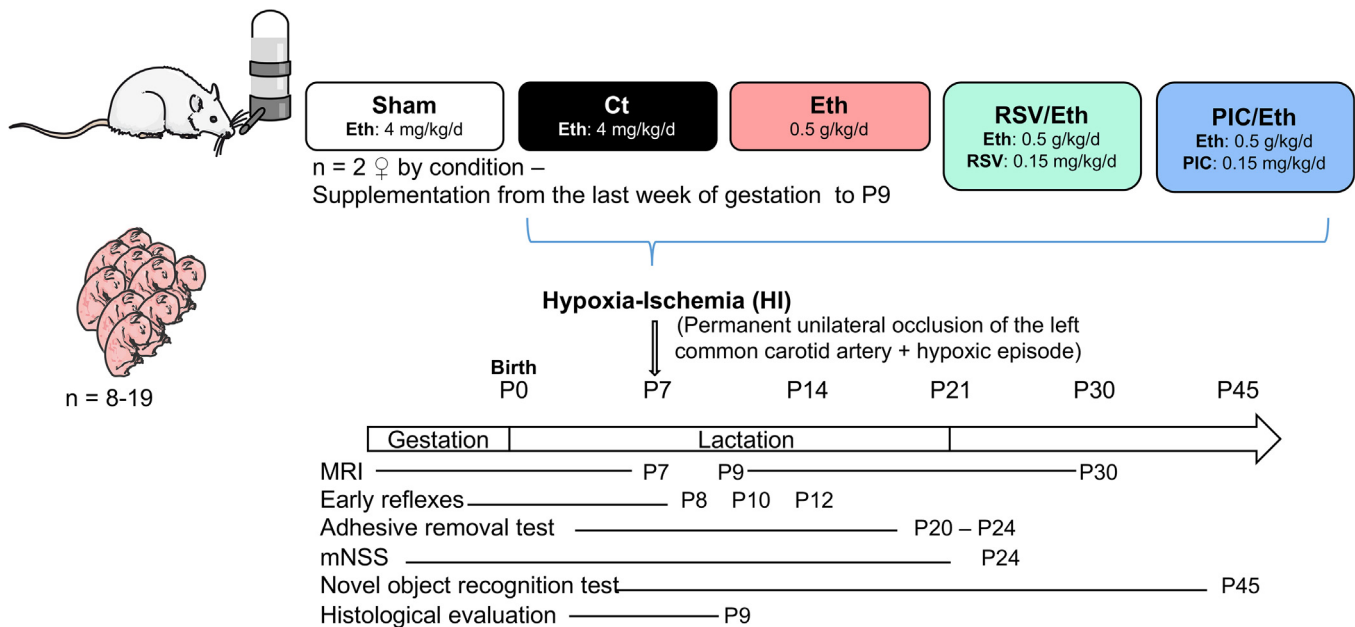 Sham
Eth: 4 mg/kg/d
Ct
Eth: 4 mg/kg/d
Eth
0.5 g/kg/d
RSV/Eth
Eth: 0.5 g/kg/d
RSV: 0.15 mg/kg/d
PIC/Eth
Eth: 0.5 g/kg/d
PIC: 0.15 mg/kg/d
n = 2 ♀ by condition –
Supplementation from the last week of gestation to P9
n = 8-19
Hypoxia-Ischemia (HI)
(Permanent unilateral occlusion of the left
common carotid artery + hypoxic episode)
Birth
P0 P7 P14 P21 P30 P45
Gestation Lactation
MRI P7 P9 P30
Early reflexes P8 P10 P12
Adhesive removal test P20 – P24
mNSS P24
Novel object recognition test P45
Histological evaluation P9